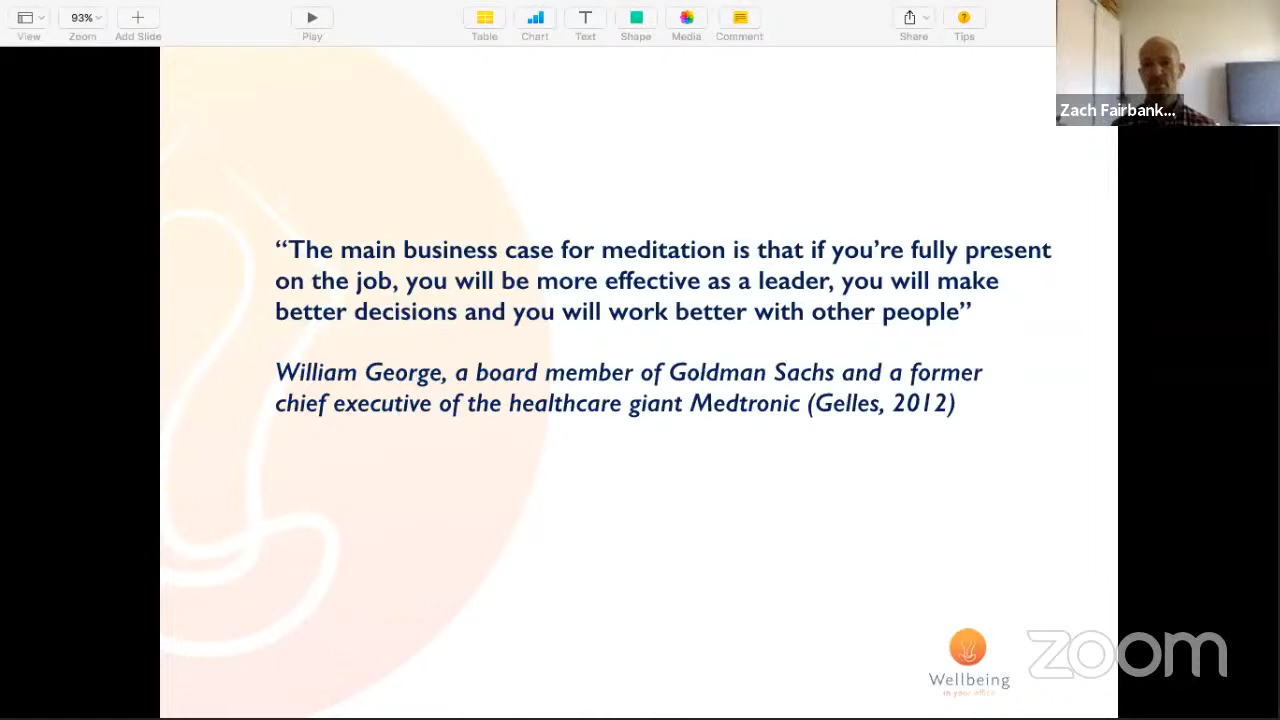 93%
View
Zoom
Add Slide
Play
Table
Chart
Text
Shape
Media
Comment
Share
Tips
Zach Fairbank...
“The main business case for meditation is that if you’re fully present
on the job, you will be more effective as a leader, you will make
better decisions and you will work better with other people”
William George, a board member of Goldman Sachs and a former
chief executive of the healthcare giant Medtronic (Gelles, 2012)
Wellbeing
in your office
zoom